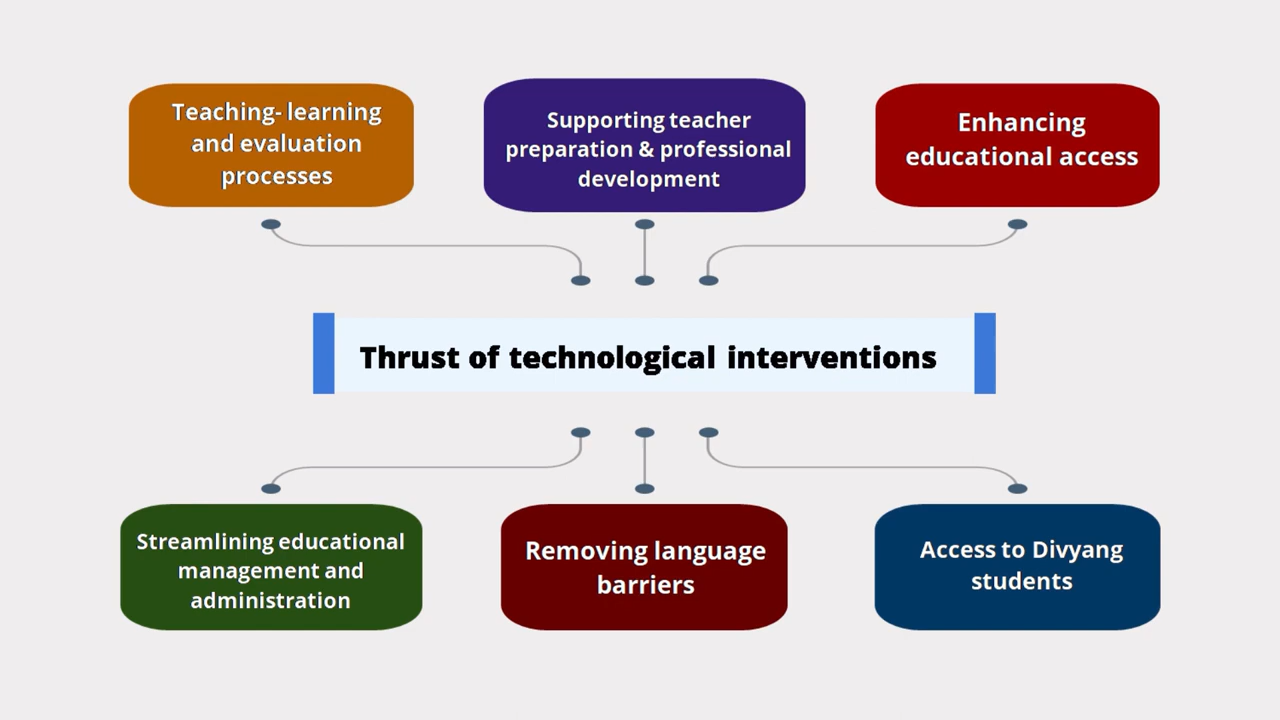 Teaching- learning
and evaluation
processes
Supporting teacher
preparation & professional
development
Enhancing
educational access
Thrust of technological interventions
Streamlining educational
management and
administration
Removing language
barriers
Access to Divyang
students